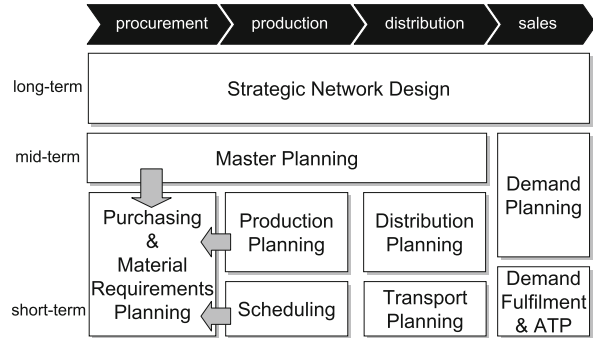 procurement
production
distribution
sales
long-term
Strategic Network Design
mid-term
Master Planning
Demand
Planning
Purchasing
&
Material
Requirements
Planning
Production
Planning
Distribution
Planning
short-term
Scheduling
Transport
Planning
Demand
Fulfilment
& ATP